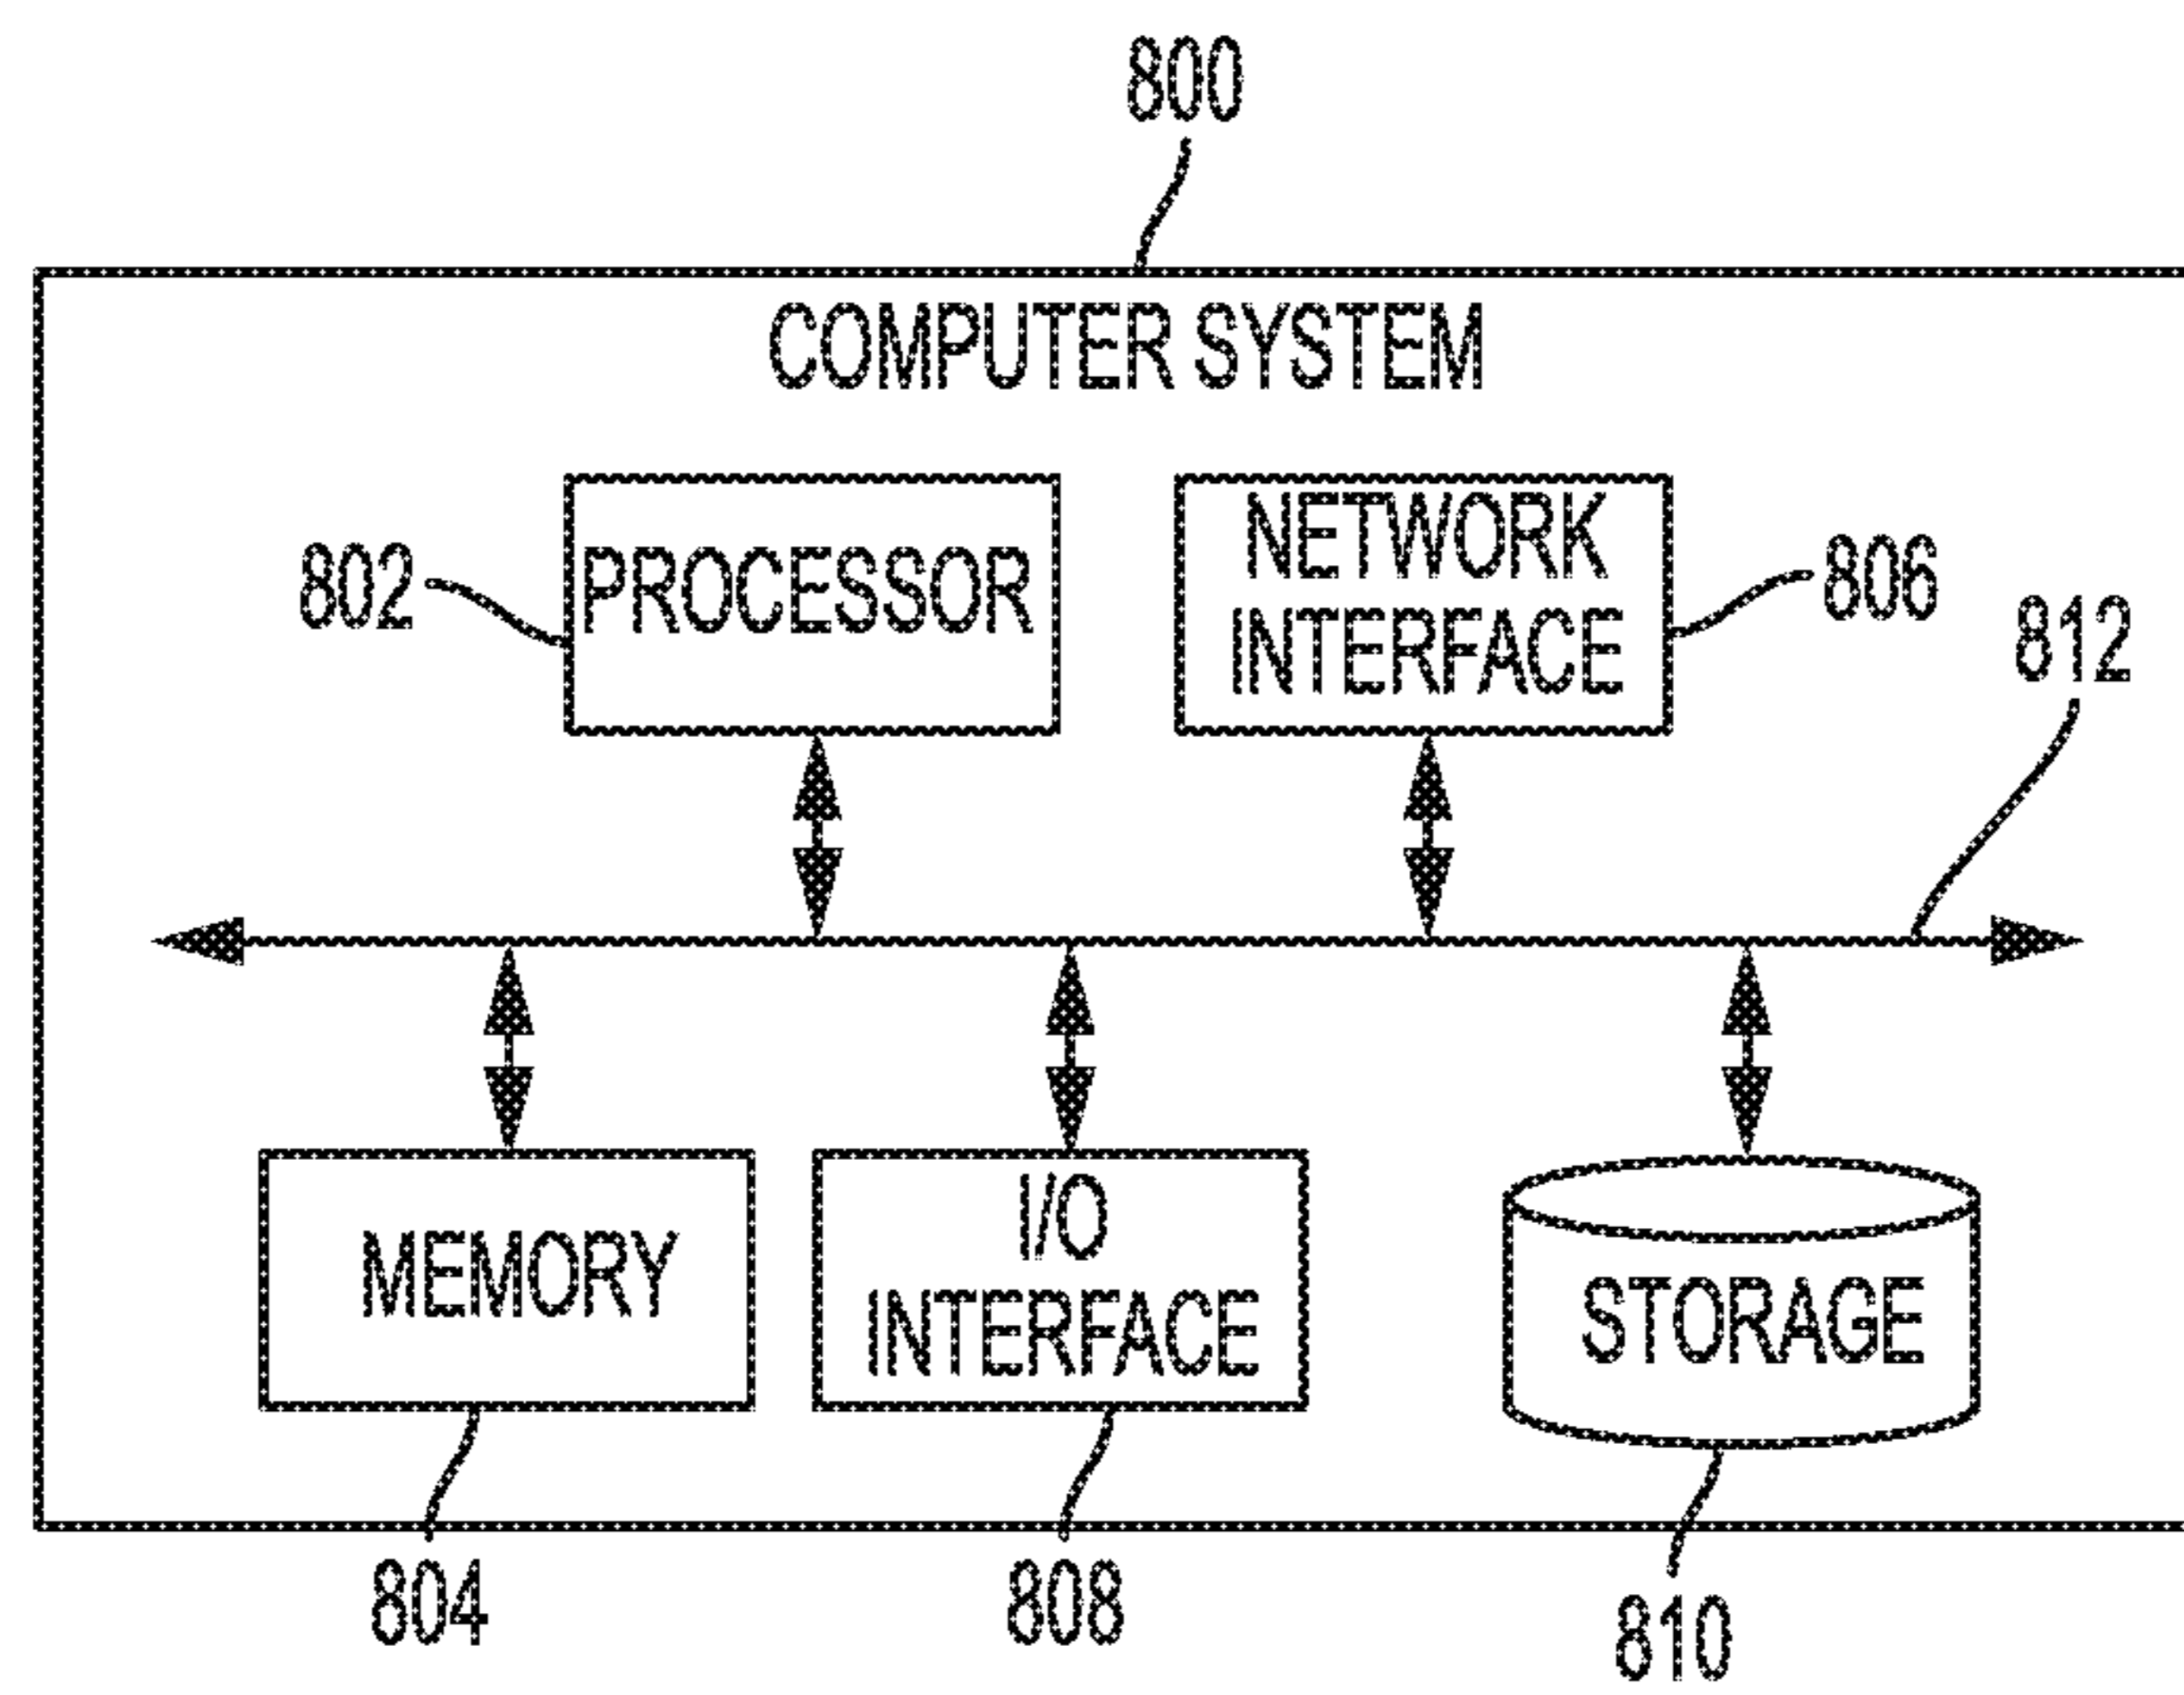 800
COMPUTER SYSTEM
802
PROCESSOR
NETWORK
INTERFACE
806
812
MEMORY
I/O
INTERFACE
STORAGE
804
808
810